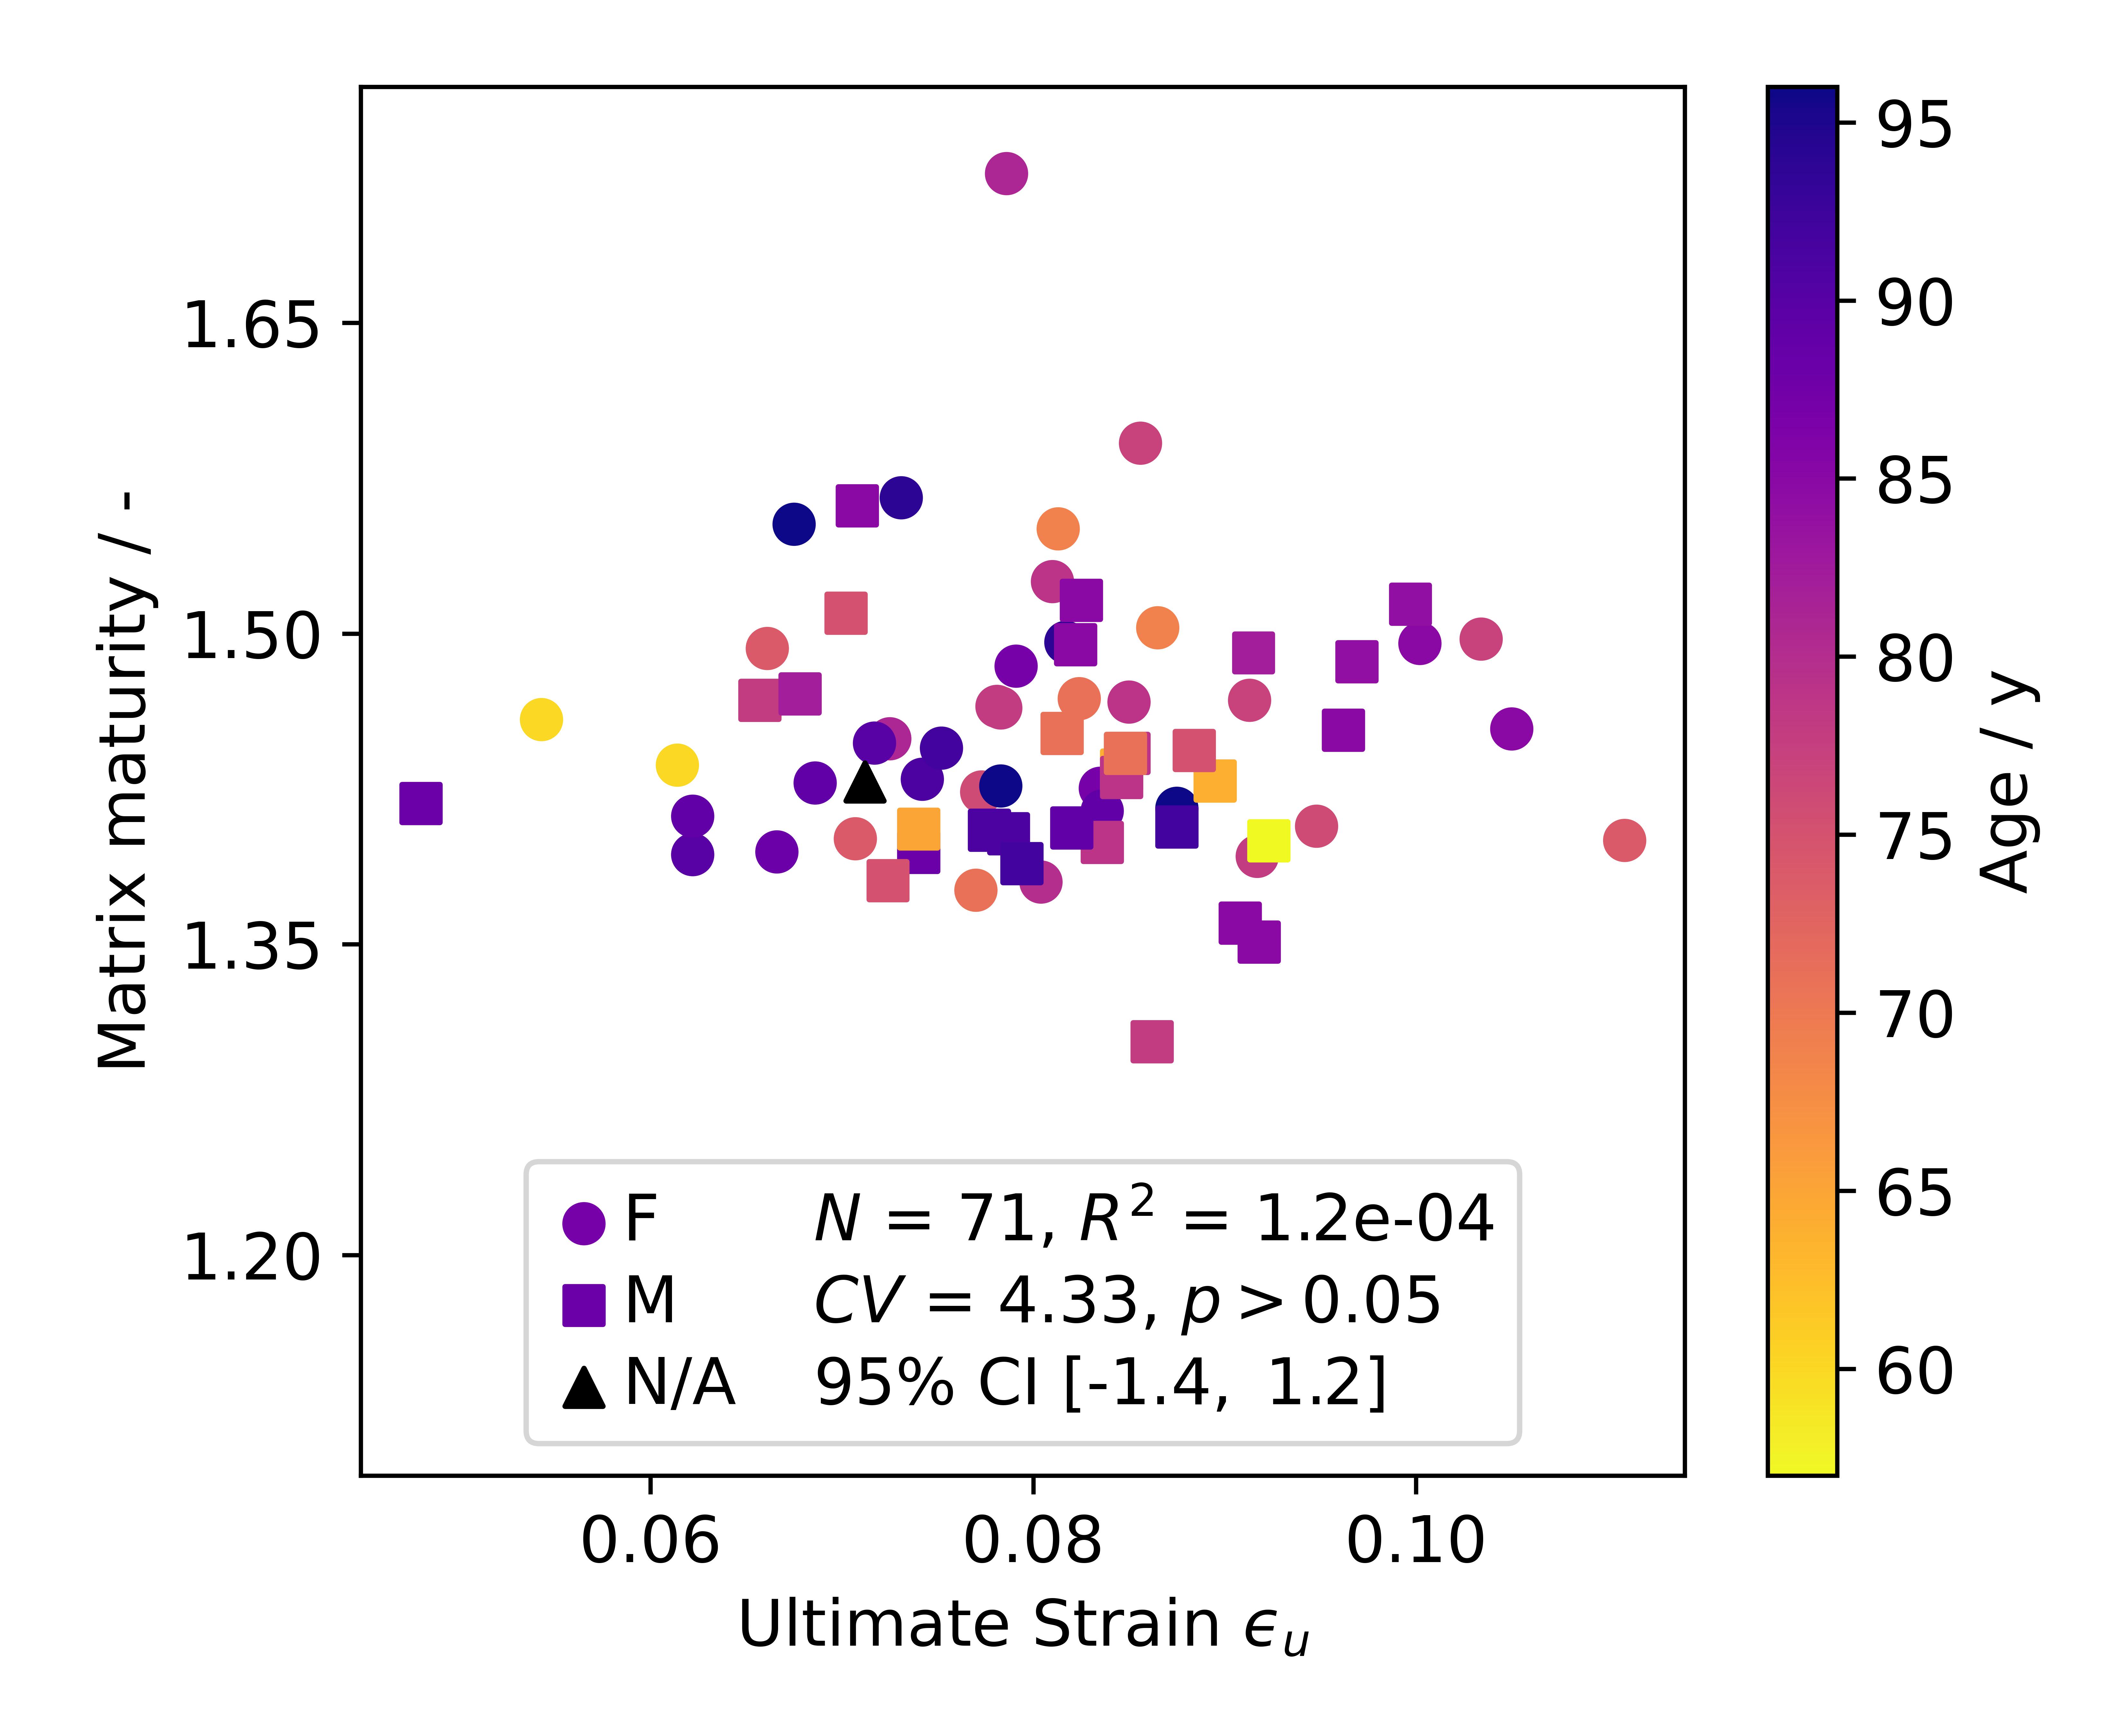 Matrix maturity / -
1.65
1.50
1.35
1.20
F
M
N/A
N = 71, R² = 1.2e-04
CV = 4.33, p > 0.05
95% CI [-1.4, 1.2]
0.06 0.08 0.10
Ultimate Strain ϵᵤ
95
90
85
80
75
70
65
60
Age / y